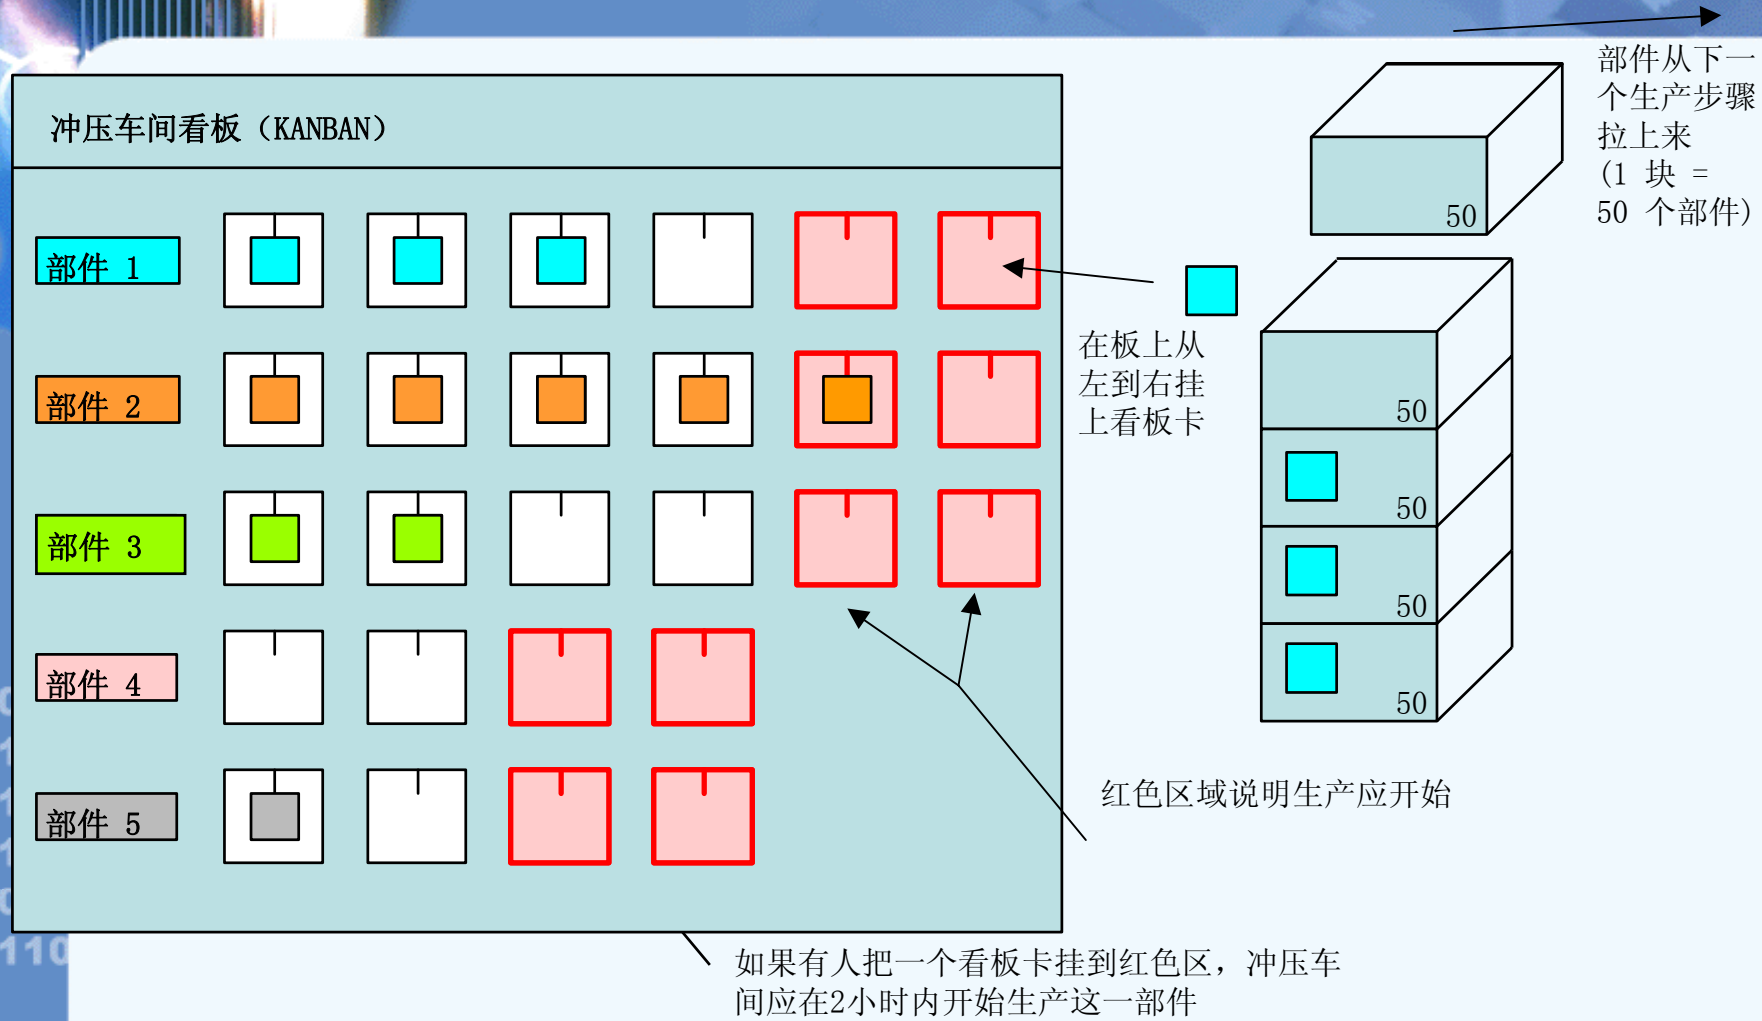 部件从下一
个生产步骤
拉上来
(1 块 =
50 个部件)
冲压车间看板（KANBAN）
50
部件 1
部件 2
部件 3
部件 4
部件 5
在板上从
左到右挂
上看板卡
50
50
50
50
红色区域说明生产应开始
如果有人把一个看板卡挂到红色区，冲压车
间应在2小时内开始生产这一部件
110